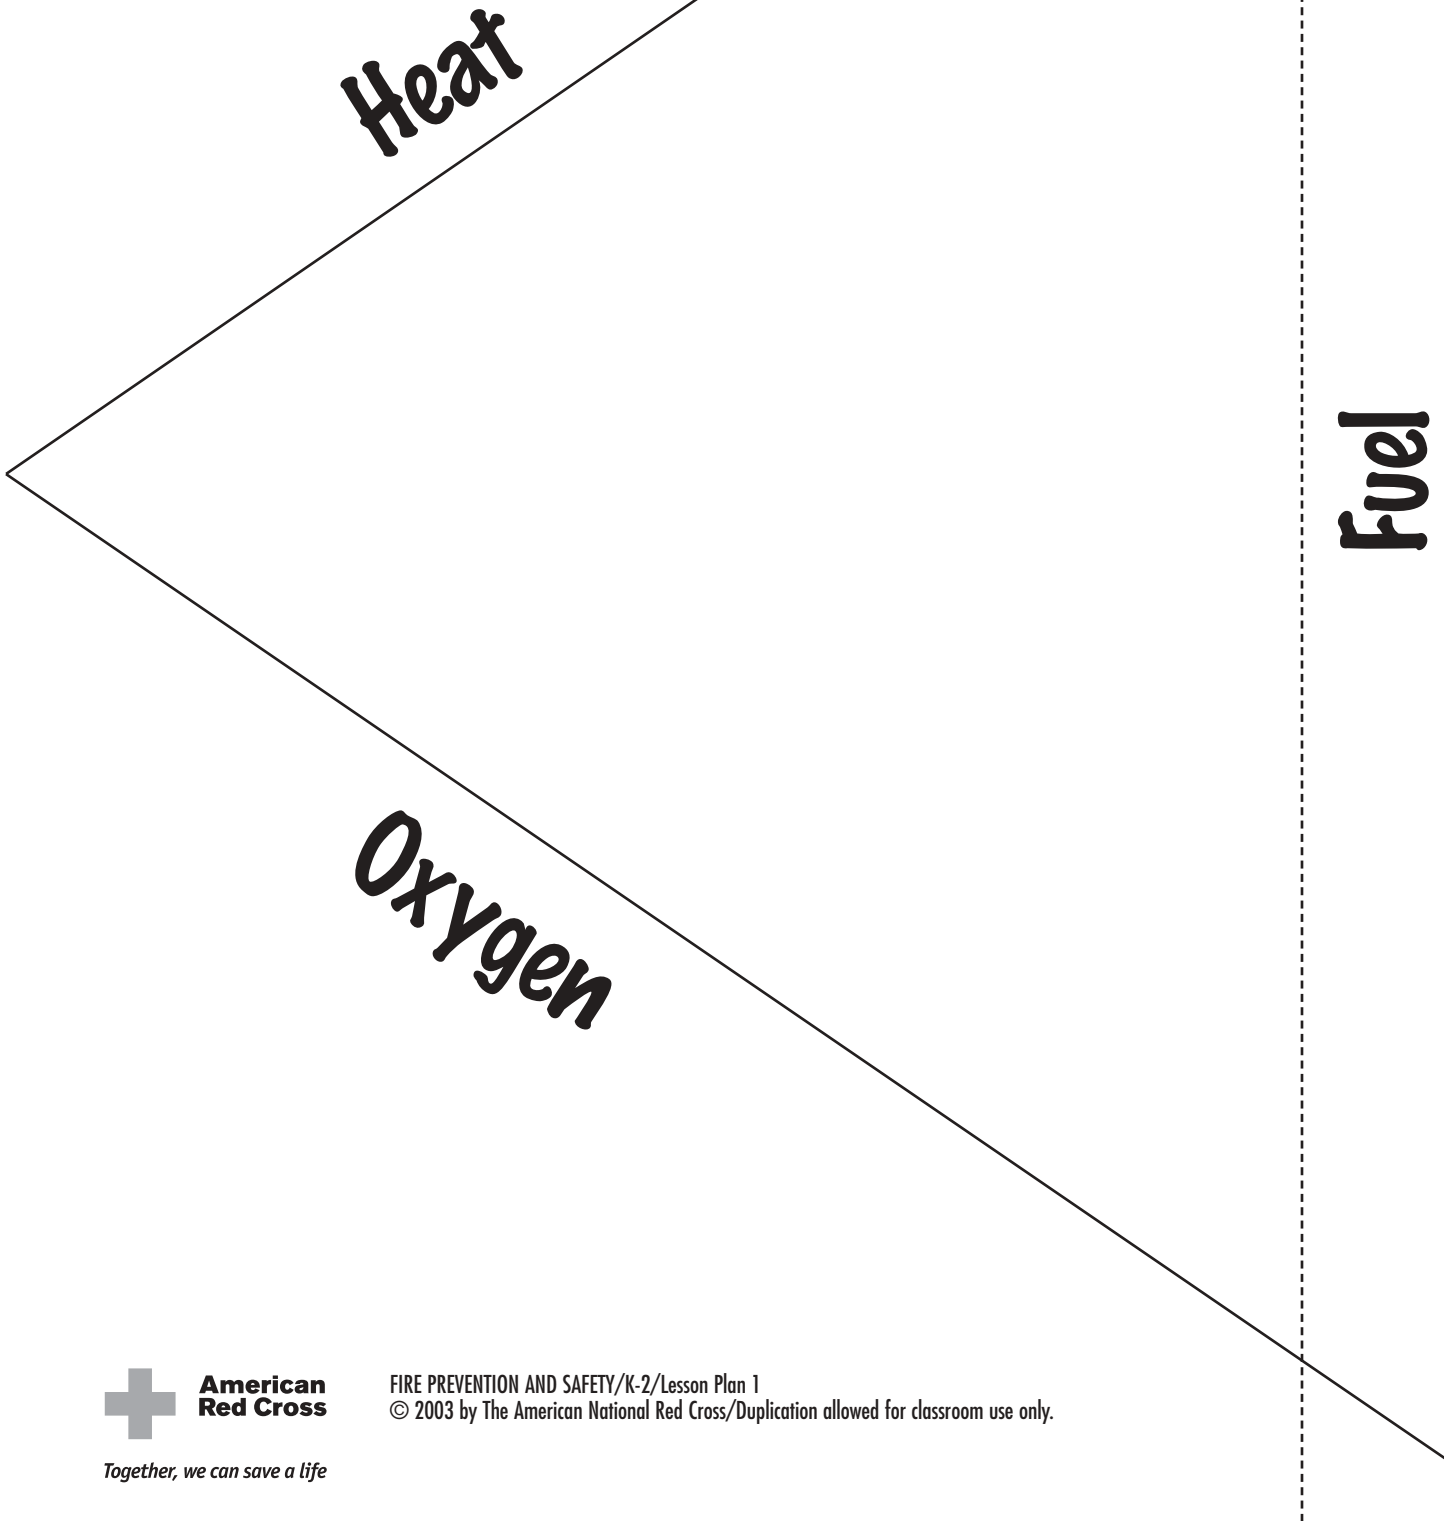 Heat
Fuel
Oxygen
American
Red Cross
Together, we can save a life
FIRE PREVENTION AND SAFETY/K-2/Lesson Plan 1
© 2003 by The American National Red Cross/Duplication allowed for classroom use only.